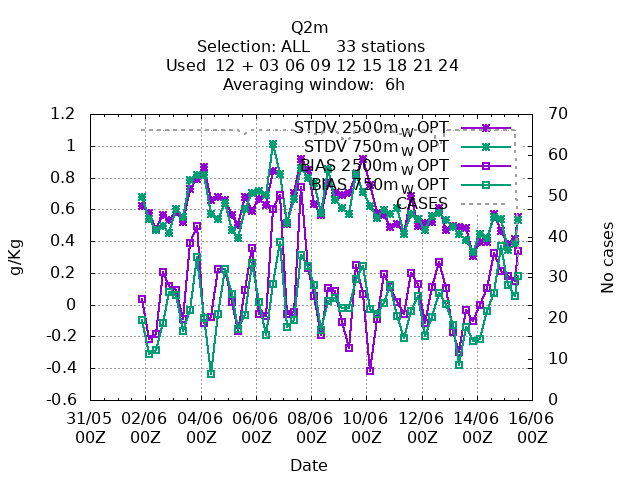 Q2m
Selection: ALL 33 stations
Used 12 + 03 06 09 12 15 18 21 24
Averaging window: 6h
1.2
1
0.8
0.6
0.4
0.2
0
-0.2
-0.4
-0.6
g/Kg
70
60
50
40
30
20
10
0
No cases
STDV 2500m W OPT
STDV 750m W OPT
BIAS 2500m W OPT
BIAS 750m W OPT
CASES
31/05 02/06 04/06 06/06 08/06 10/06 12/06 14/06 16/06
00Z 00Z 00Z 00Z 00Z 00Z 00Z 00Z 00Z
Date